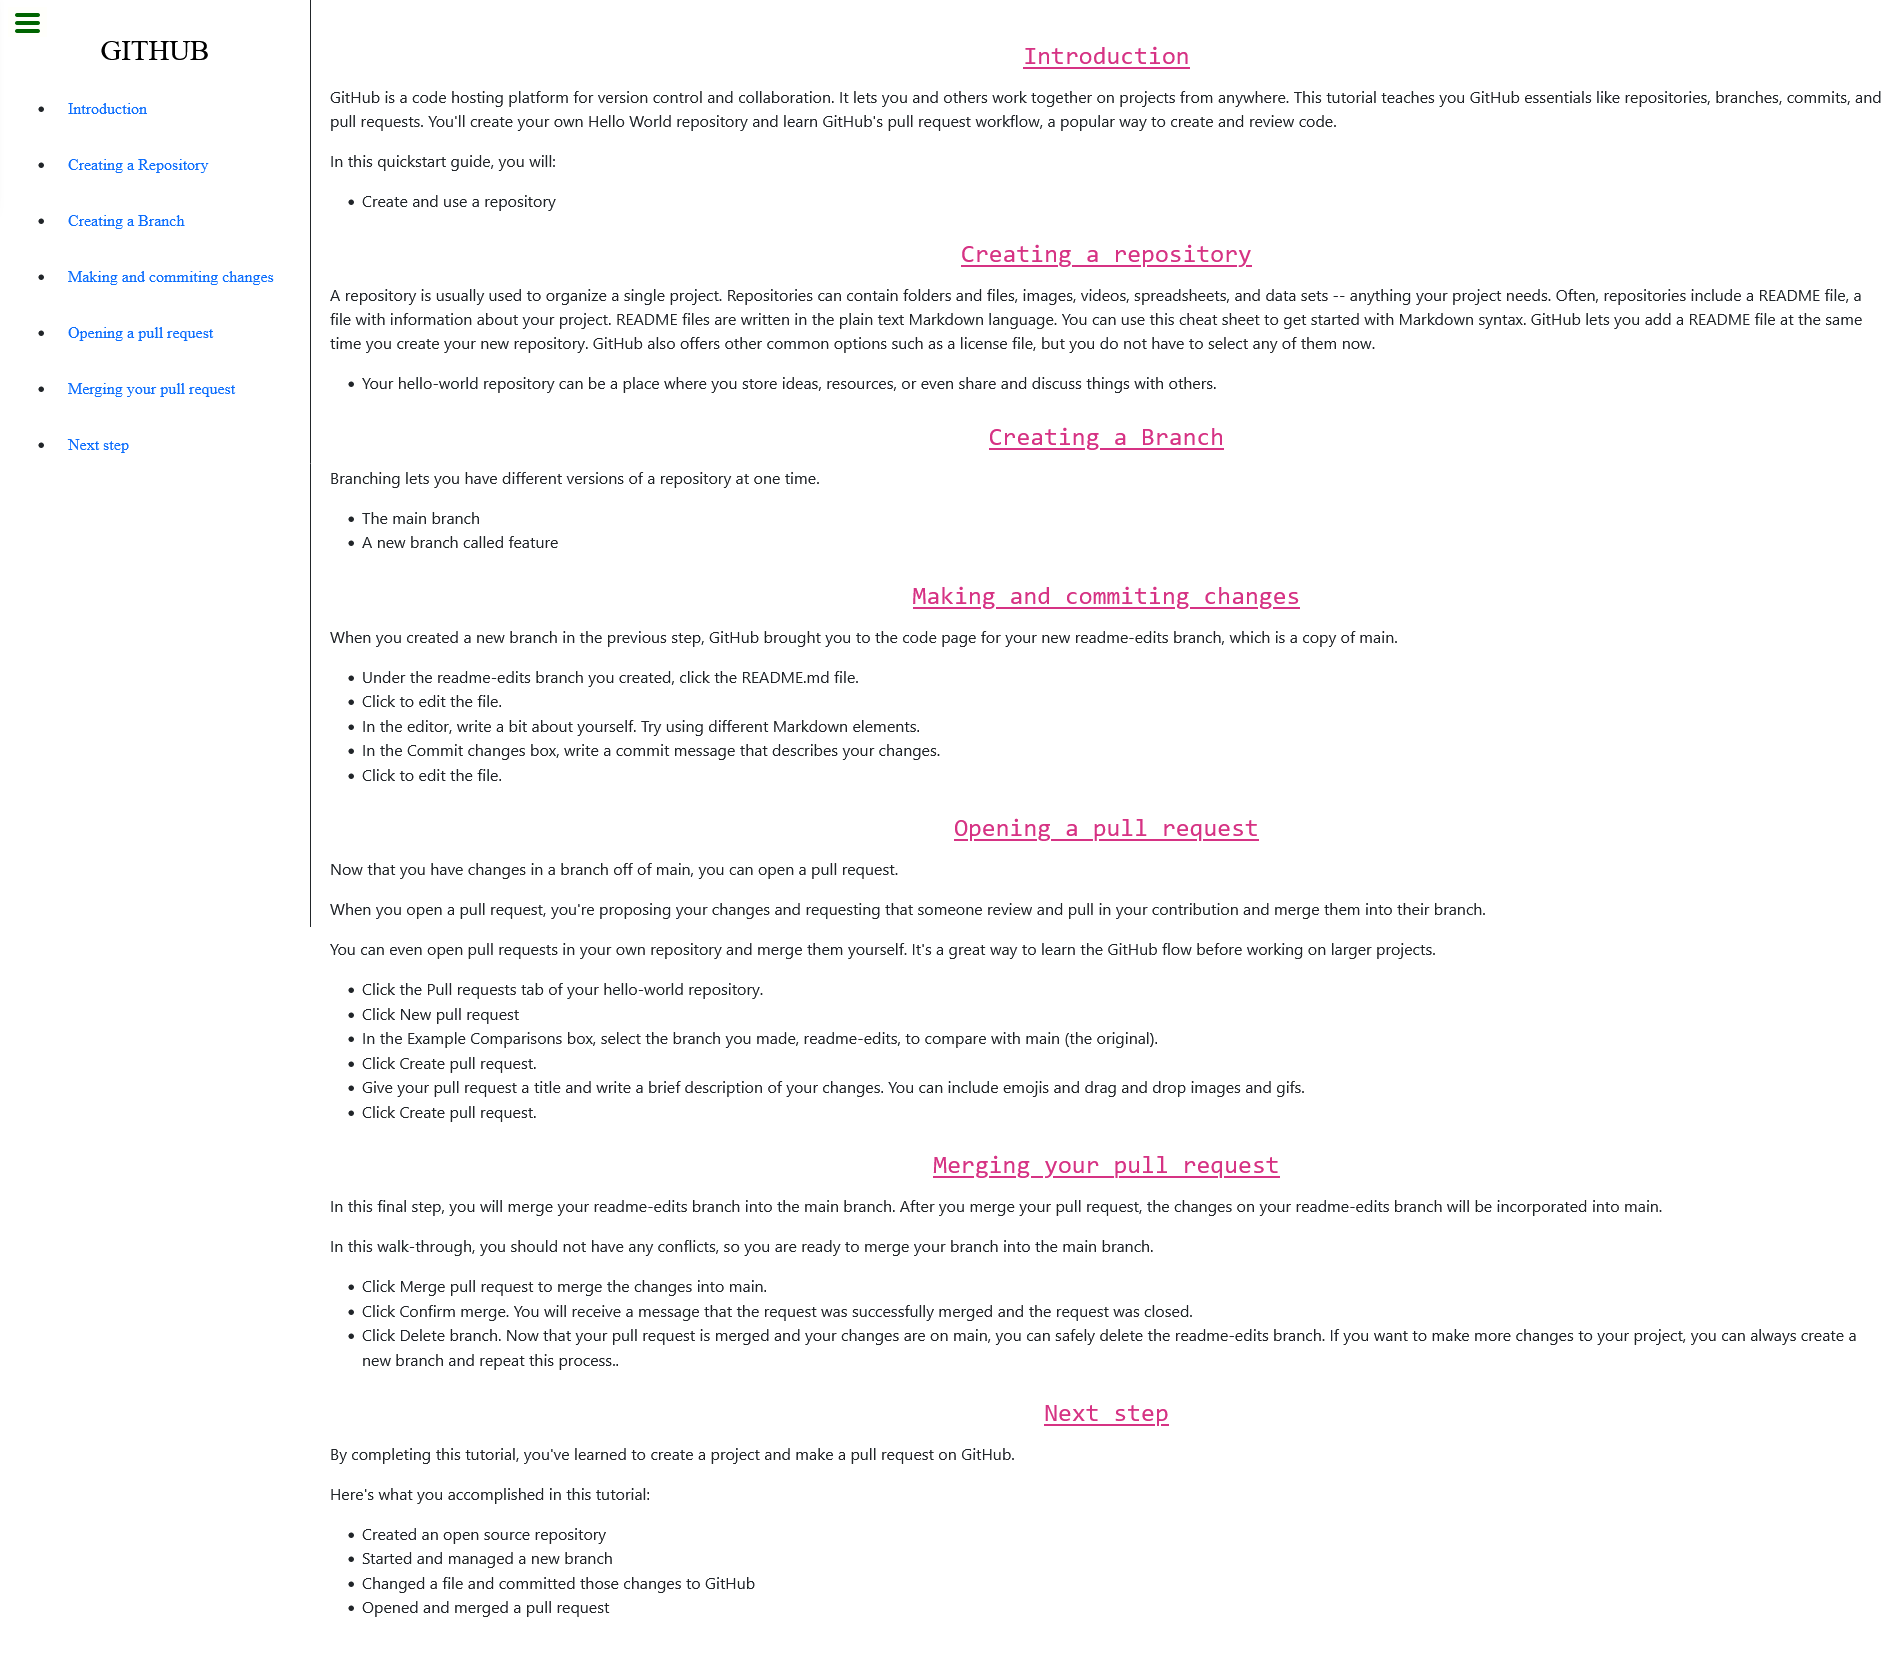 GITHUB
Introduction
Creating a Repository
Creating a Branch
Making and commiting changes
Opening a pull request
Merging your pull request
Next step
Introduction
GitHub is a code hosting platform for version control and collaboration. It lets you and others work together on projects from anywhere. This tutorial teaches you GitHub essentials like repositories, branches, commits, and
pull requests. You'll create your own Hello World repository and learn GitHub's pull request workflow, a popular way to create and review code.
In this quickstart guide, you will:
• Create and use a repository
Creating a repository
A repository is usually used to organize a single project. Repositories can contain folders and files, images, videos, spreadsheets, and data sets -- anything your project needs. Often, repositories include a README file, a
file with information about your project. README files are written in the plain text Markdown language. You can use this cheat sheet to get started with Markdown syntax. GitHub lets you add a README file at the same
time you create your new repository. GitHub also offers other common options such as a license file, but you do not have to select any of them now.
• Your hello-world repository can be a place where you store ideas, resources, or even share and discuss things with others.
Creating a Branch
Branching lets you have different versions of a repository at one time.
• The main branch
• A new branch called feature
Making and commiting changes
When you created a new branch in the previous step, GitHub brought you to the code page for your new readme-edits branch, which is a copy of main.
• Under the readme-edits branch you created, click the README.md file.
• Click to edit the file.
• In the editor, write a bit about yourself. Try using different Markdown elements.
• In the Commit changes box, write a commit message that describes your changes.
• Click to edit the file.
Opening a pull request
Now that you have changes in a branch off of main, you can open a pull request.
When you open a pull request, you're proposing your changes and requesting that someone review and pull in your contribution and merge them into their branch.
You can even open pull requests in your own repository and merge them yourself. It's a great way to learn the GitHub flow before working on larger projects.
• Click the Pull requests tab of your hello-world repository.
• Click New pull request
• In the Example Comparisons box, select the branch you made, readme-edits, to compare with main (the original).
• Click Create pull request.
• Give your pull request a title and write a brief description of your changes. You can include emojis and drag and drop images and gifs.
• Click Create pull request.
Merging your pull request
In this final step, you will merge your readme-edits branch into the main branch. After you merge your pull request, the changes on your readme-edits branch will be incorporated into main.
In this walk-through, you should not have any conflicts, so you are ready to merge your branch into the main branch.
• Click Merge pull request to merge the changes into main.
• Click Confirm merge. You will receive a message that the request was successfully merged and the request was closed.
• Click Delete branch. Now that your pull request is merged and your changes are on main, you can safely delete the readme-edits branch. If you want to make more changes to your project, you can always create a
new branch and repeat this process..
Next step
By completing this tutorial, you've learned to create a project and make a pull request on GitHub.
Here's what you accomplished in this tutorial:
• Created an open source repository
• Started and managed a new branch
• Changed a file and committed those changes to GitHub
• Opened and merged a pull request